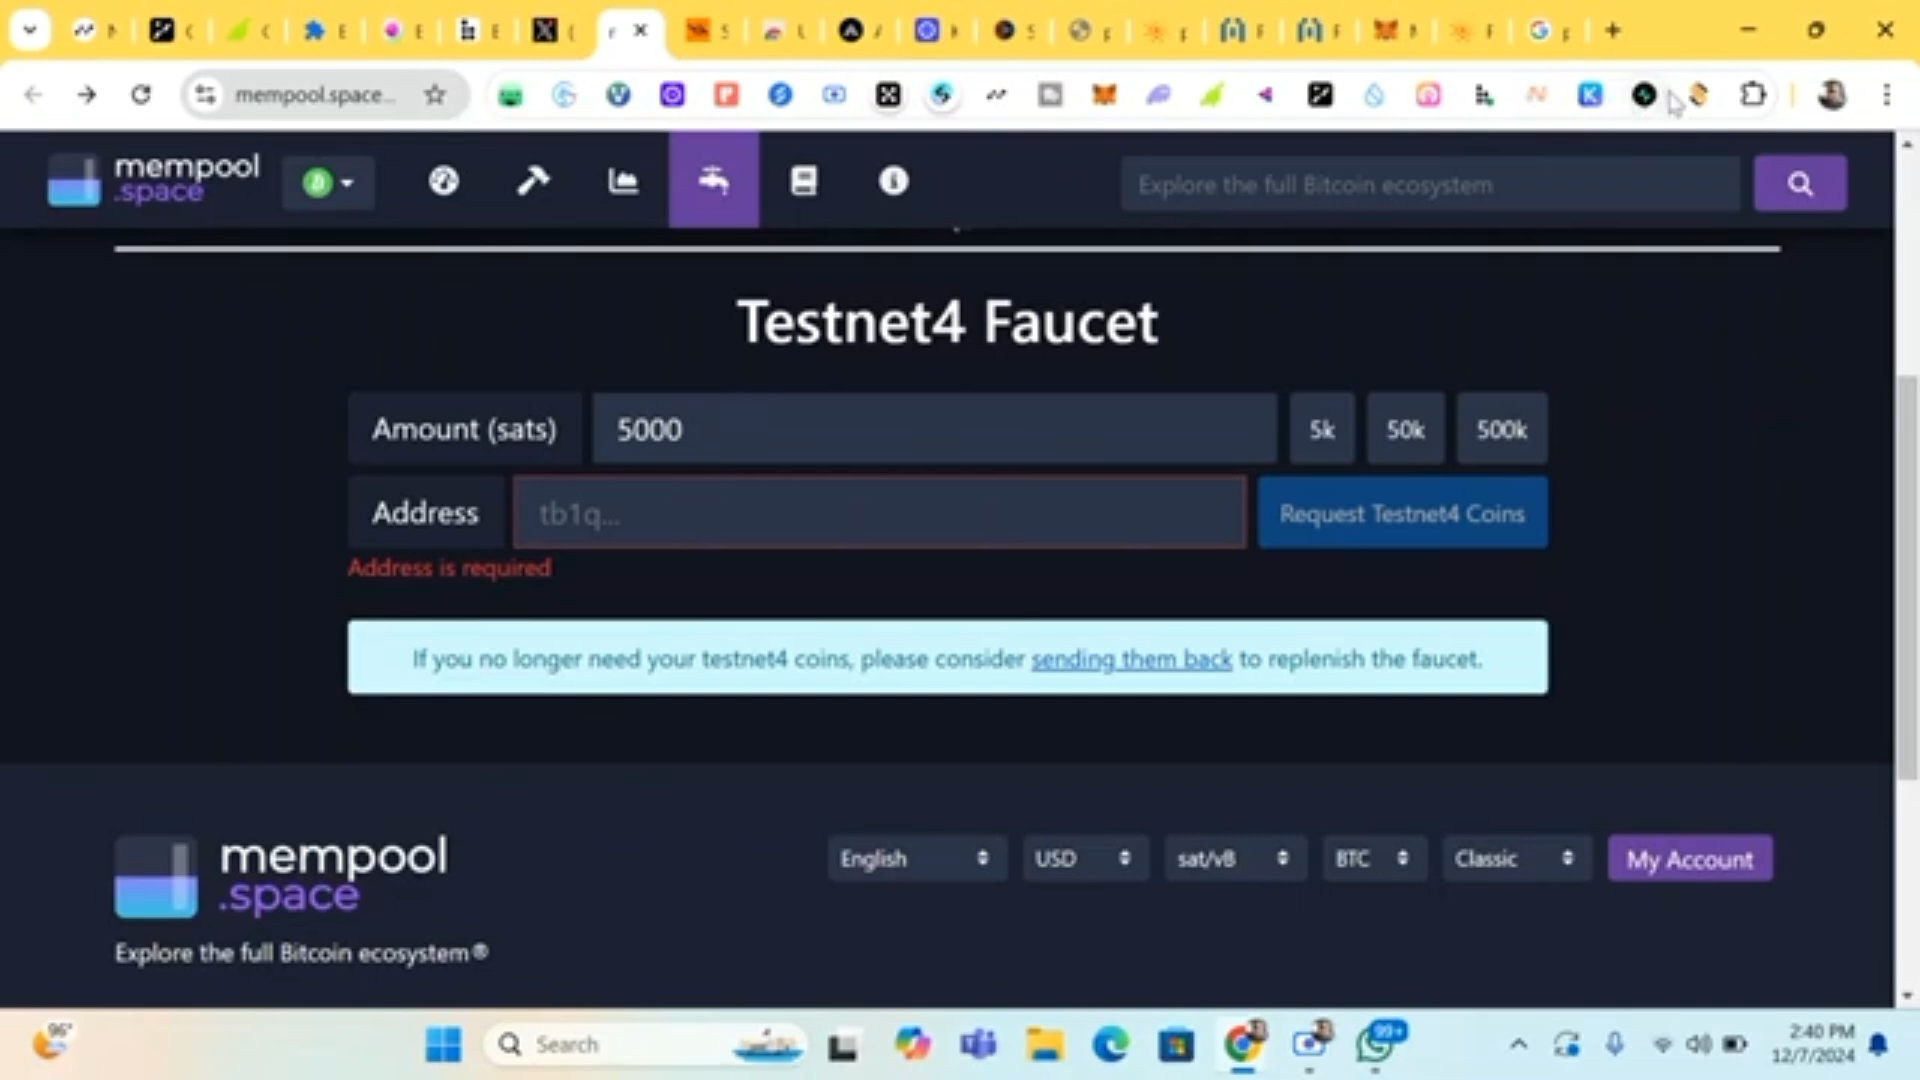 mempool.space...
mempool
.space
Explore the full Bitcoin ecosystem
Testnet4 Faucet
Amount (sats)
5000
5k
50k
500k
Address
tb1q...
Request Testnet4 Coins
Address is required
If you no longer need your testnet4 coins, please consider sending them back to replenish the faucet.
mempool
.space
English
USD
sat/vB
BTC
Classic
My Account
Explore the full Bitcoin ecosystem®
96°
Search
99+
2:40 PM
12/7/2024